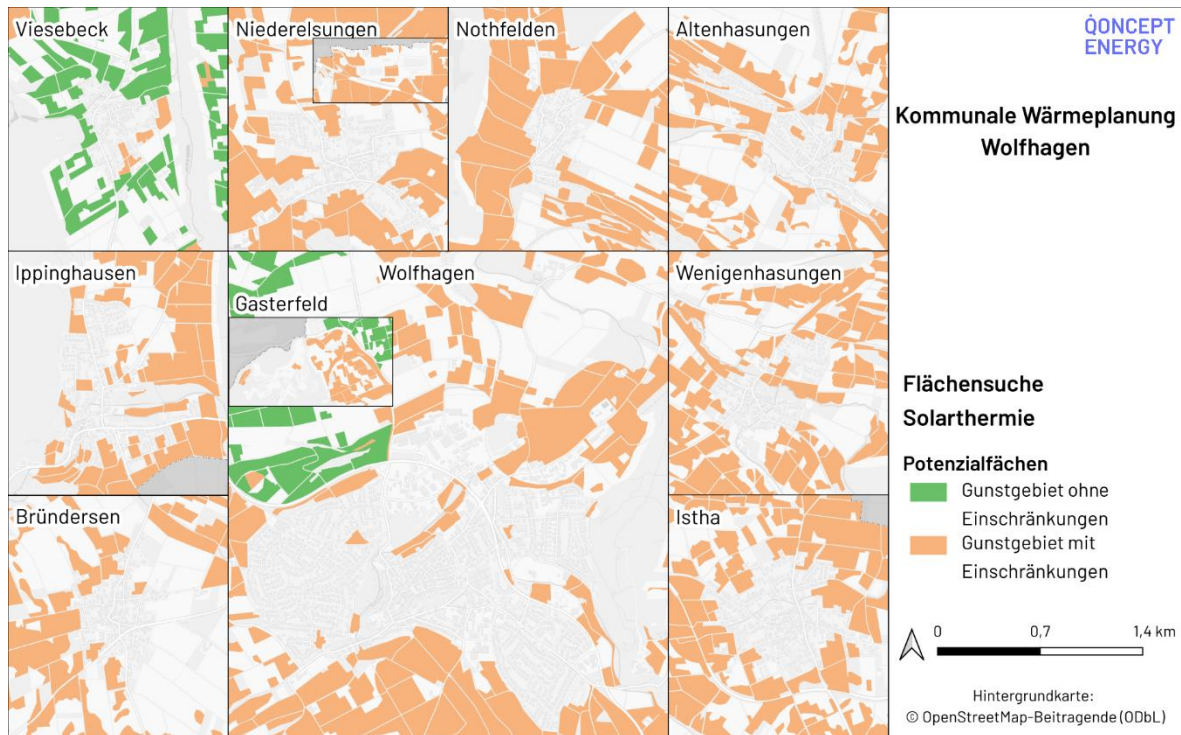 Viesebeck
Niederelsungen
Nothfelden
Altenhasungen
QONCEPT
ENERGY
Kommunale Wärmeplanung
Wolfhagen
Ippinghausen
Wolfhagen
Gasterfeld
Wenigenhasungen
Flächensuche
Solarthermie
Potenzialfächen
Gunstgebiet ohne
Einschränkungen
Gunstgebiet mit
Einschränkungen
Bründersen
Istha
0 0,7 1,4 km
Hintergrundkarte:
© OpenStreetMap-Beitragende (ODbL)